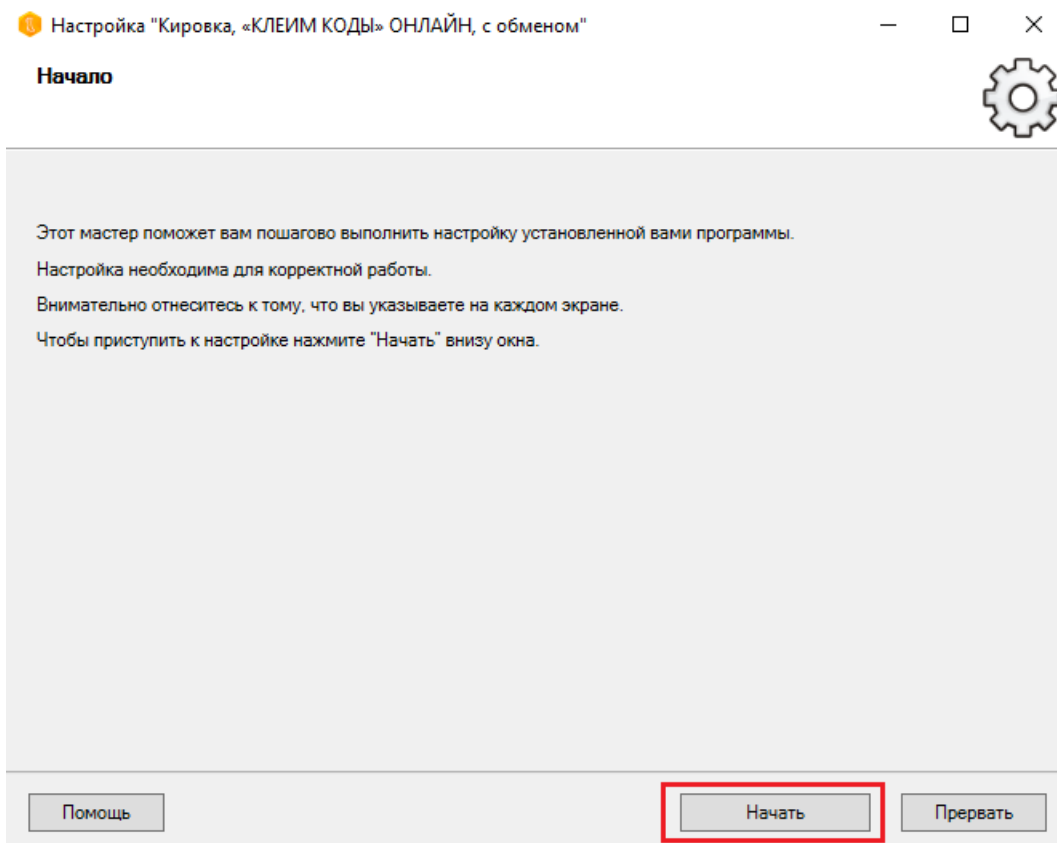 Настройка "Кировка, «КЛЕИМ КОДЫ» ОНЛАЙН, с обменом"
Начало
Этот мастер поможет вам пошагово выполнить настройку установленной вами программы.
Настройка необходима для корректной работы.
Внимательно отнеситесь к тому, что вы указываете на каждом экране.
Чтобы приступить к настройке нажмите "Начать" внизу окна.
Помощь
Начать
Прервать